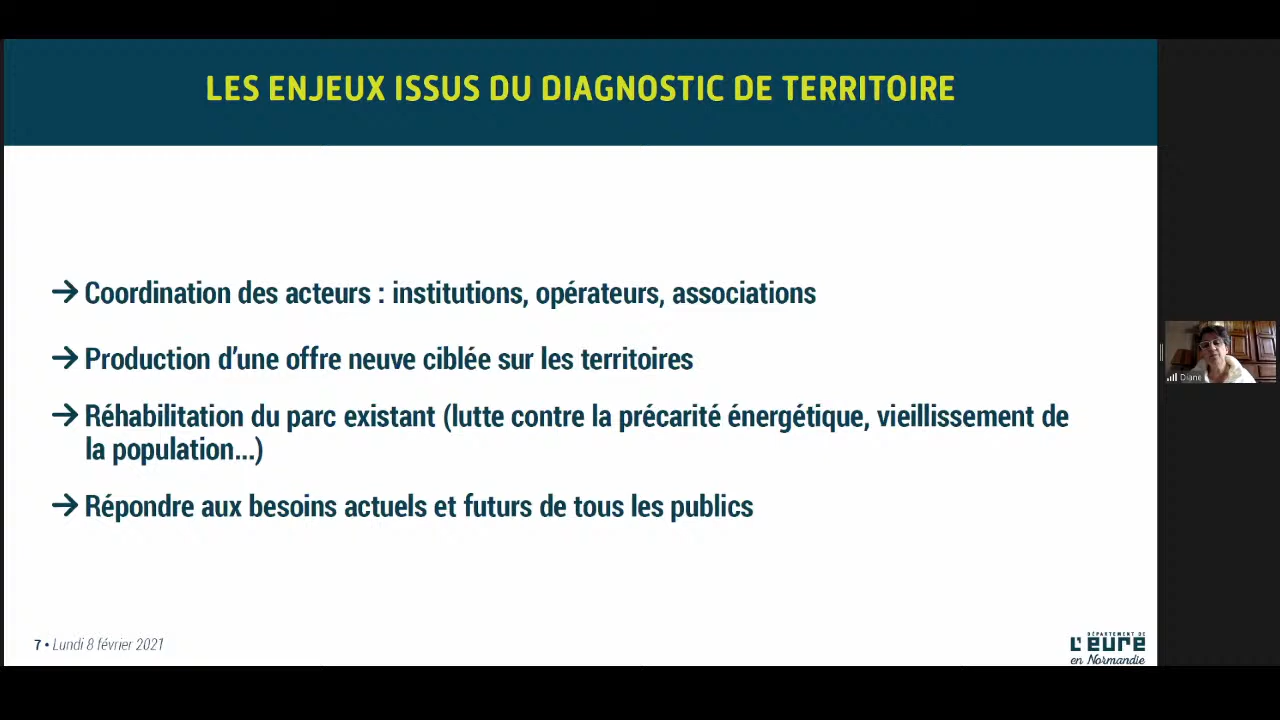 LES ENJEUX ISSUS DU DIAGNOSTIC DE TERRITOIRE
→ Coordination des acteurs : institutions, opérateurs, associations
→ Production d’une offre neuve ciblée sur les territoires
→ Réhabilitation du parc existant (lutte contre la précarité énergétique, vieillissement de
la population...)
→ Répondre aux besoins actuels et futurs de tous les publics
Diane
7 • Lundi 8 février 2021
DÉPARTEMENT DE
L'EURE
en Normandie